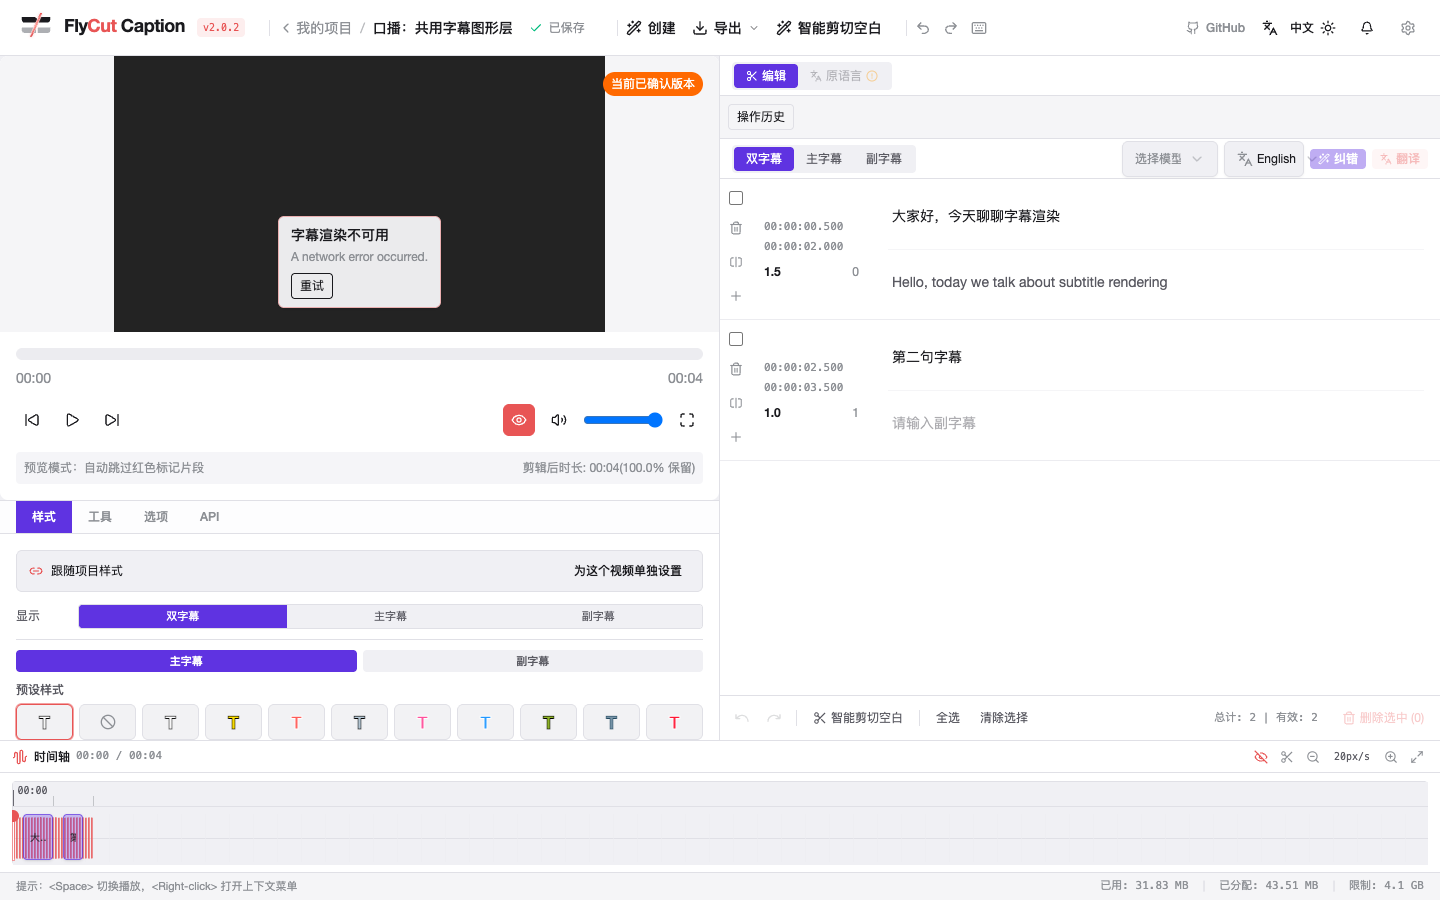 FlyCut Caption v2.0.2 我的项目 / 口播：共用字幕图形层 已保存 创建 导出 智能剪切空白 GitHub 中文
当前已确认版本
字幕渲染不可用
A network error occurred.
重试
00:00 00:04
预览模式：自动跳过红色标记片段 剪辑后时长: 00:04(100.0% 保留)
样式 工具 选项 API
跟随项目样式 为这个视频单独设置
显示 双字幕 主字幕 副字幕
主字幕 副字幕
预设样式
T T T T T T T T T T
编辑 原语言
操作历史
双字幕 主字幕 副字幕 选择模型 English 纠错 翻译
00:00:00.500
00:00:02.000
1.5 0
大家好，今天聊聊字幕渲染
Hello, today we talk about subtitle rendering
00:00:02.500
00:00:03.500
1.0 1
第二句字幕
请输入副字幕
智能剪切空白 全选 清除选择 总计: 2 | 有效: 2 删除选中 (0)
时间轴 00:00 / 00:04 20px/s
00:00
大...
提示: <Space> 切换播放，<Right-click> 打开上下文菜单 已用: 31.83 MB 已分配: 43.51 MB 限制: 4.1 GB